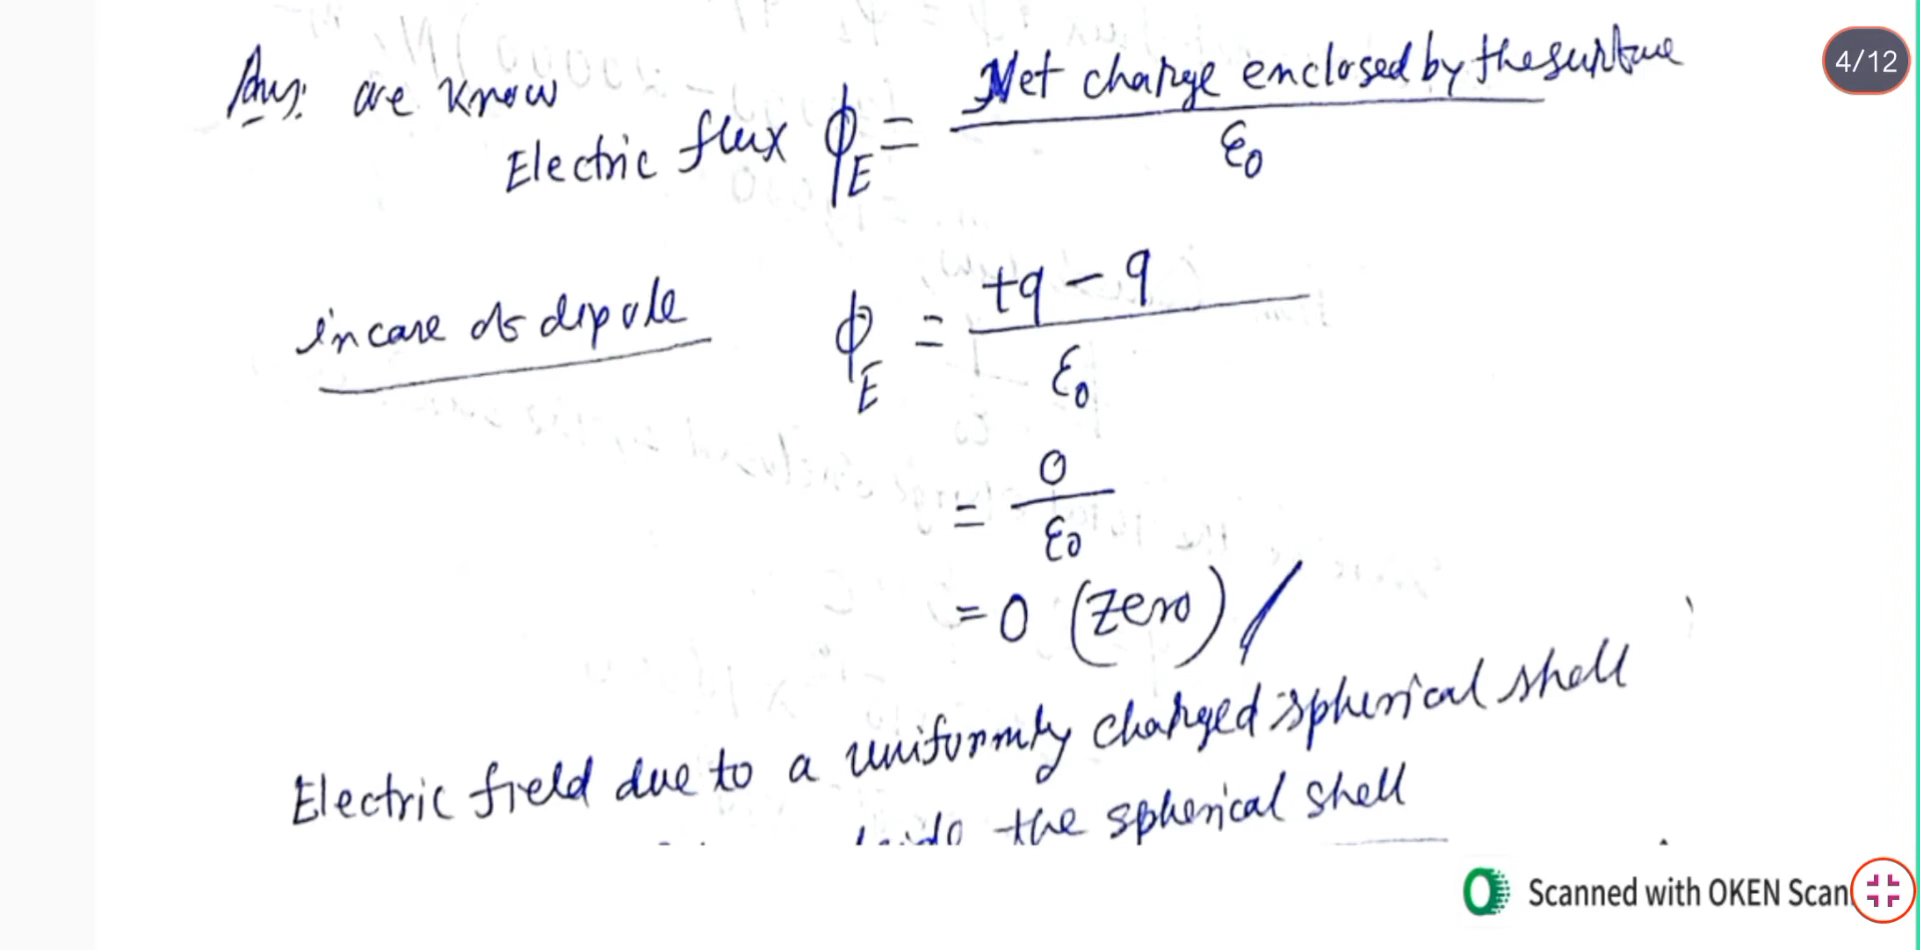 4/12
Ans: we know
Electric flux ϕ_E = Net charge enclosed by the surface / ε₀
in case of dipole ϕ_E = +q - q / ε₀
= 0 / ε₀
= 0 (zero)
Electric field due to a uniformly charged spherical shell
the spherical shell
Scanned with OKEN Scan